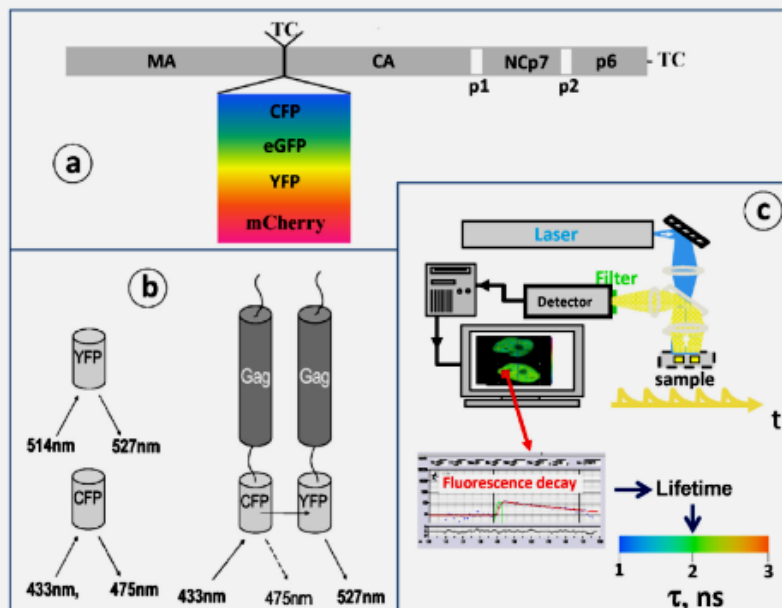 TC
MA
CA
NCp7
p6
- TC
p1
p2
CFP
eGFP
YFP
mCherry
a
b
YFP
514nm
527nm
CFP
433nm,
475nm
Gag
Gag
CFP
YFP
433nm
475nm
527nm
c
Laser
Filter
Detector
sample
t
Fluorescence decay
Lifetime
1
2
3
τ, ns